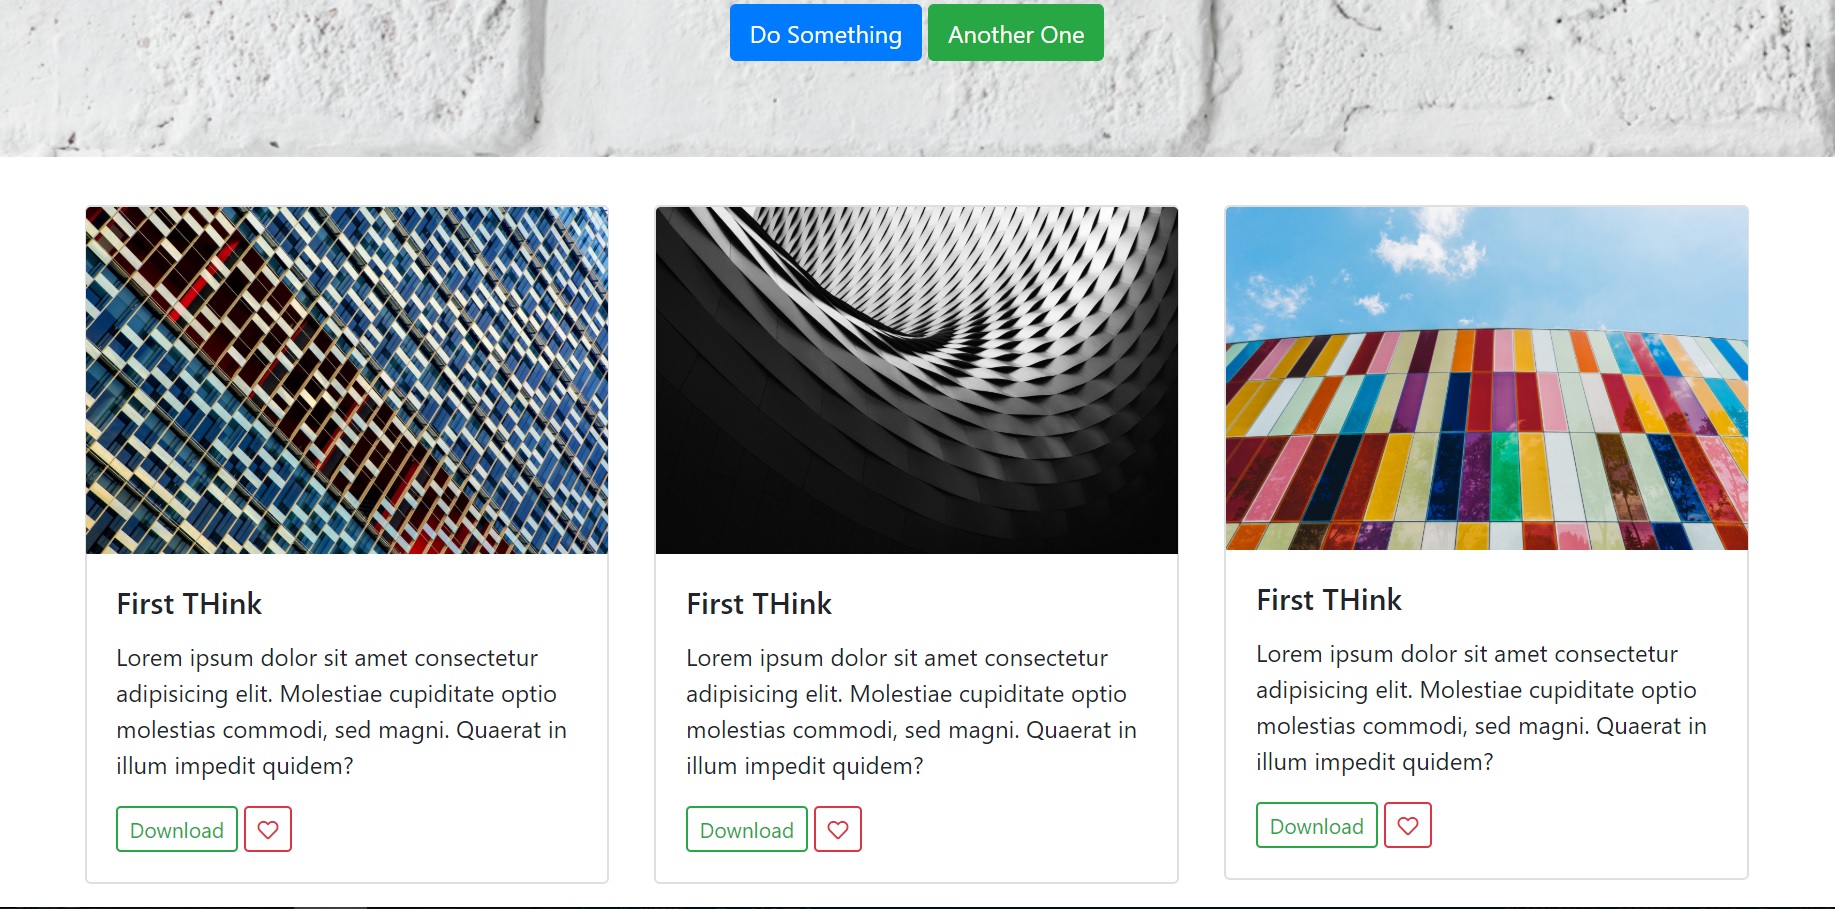 Do Something Another One
First THink
Lorem ipsum dolor sit amet consectetur
adipisicing elit. Molestiae cupiditate optio
molestias commodi, sed magni. Quaerat in
illum impedit quidem?
Download
First THink
Lorem ipsum dolor sit amet consectetur
adipisicing elit. Molestiae cupiditate optio
molestias commodi, sed magni. Quaerat in
illum impedit quidem?
Download
First THink
Lorem ipsum dolor sit amet consectetur
adipisicing elit. Molestiae cupiditate optio
molestias commodi, sed magni. Quaerat in
illum impedit quidem?
Download